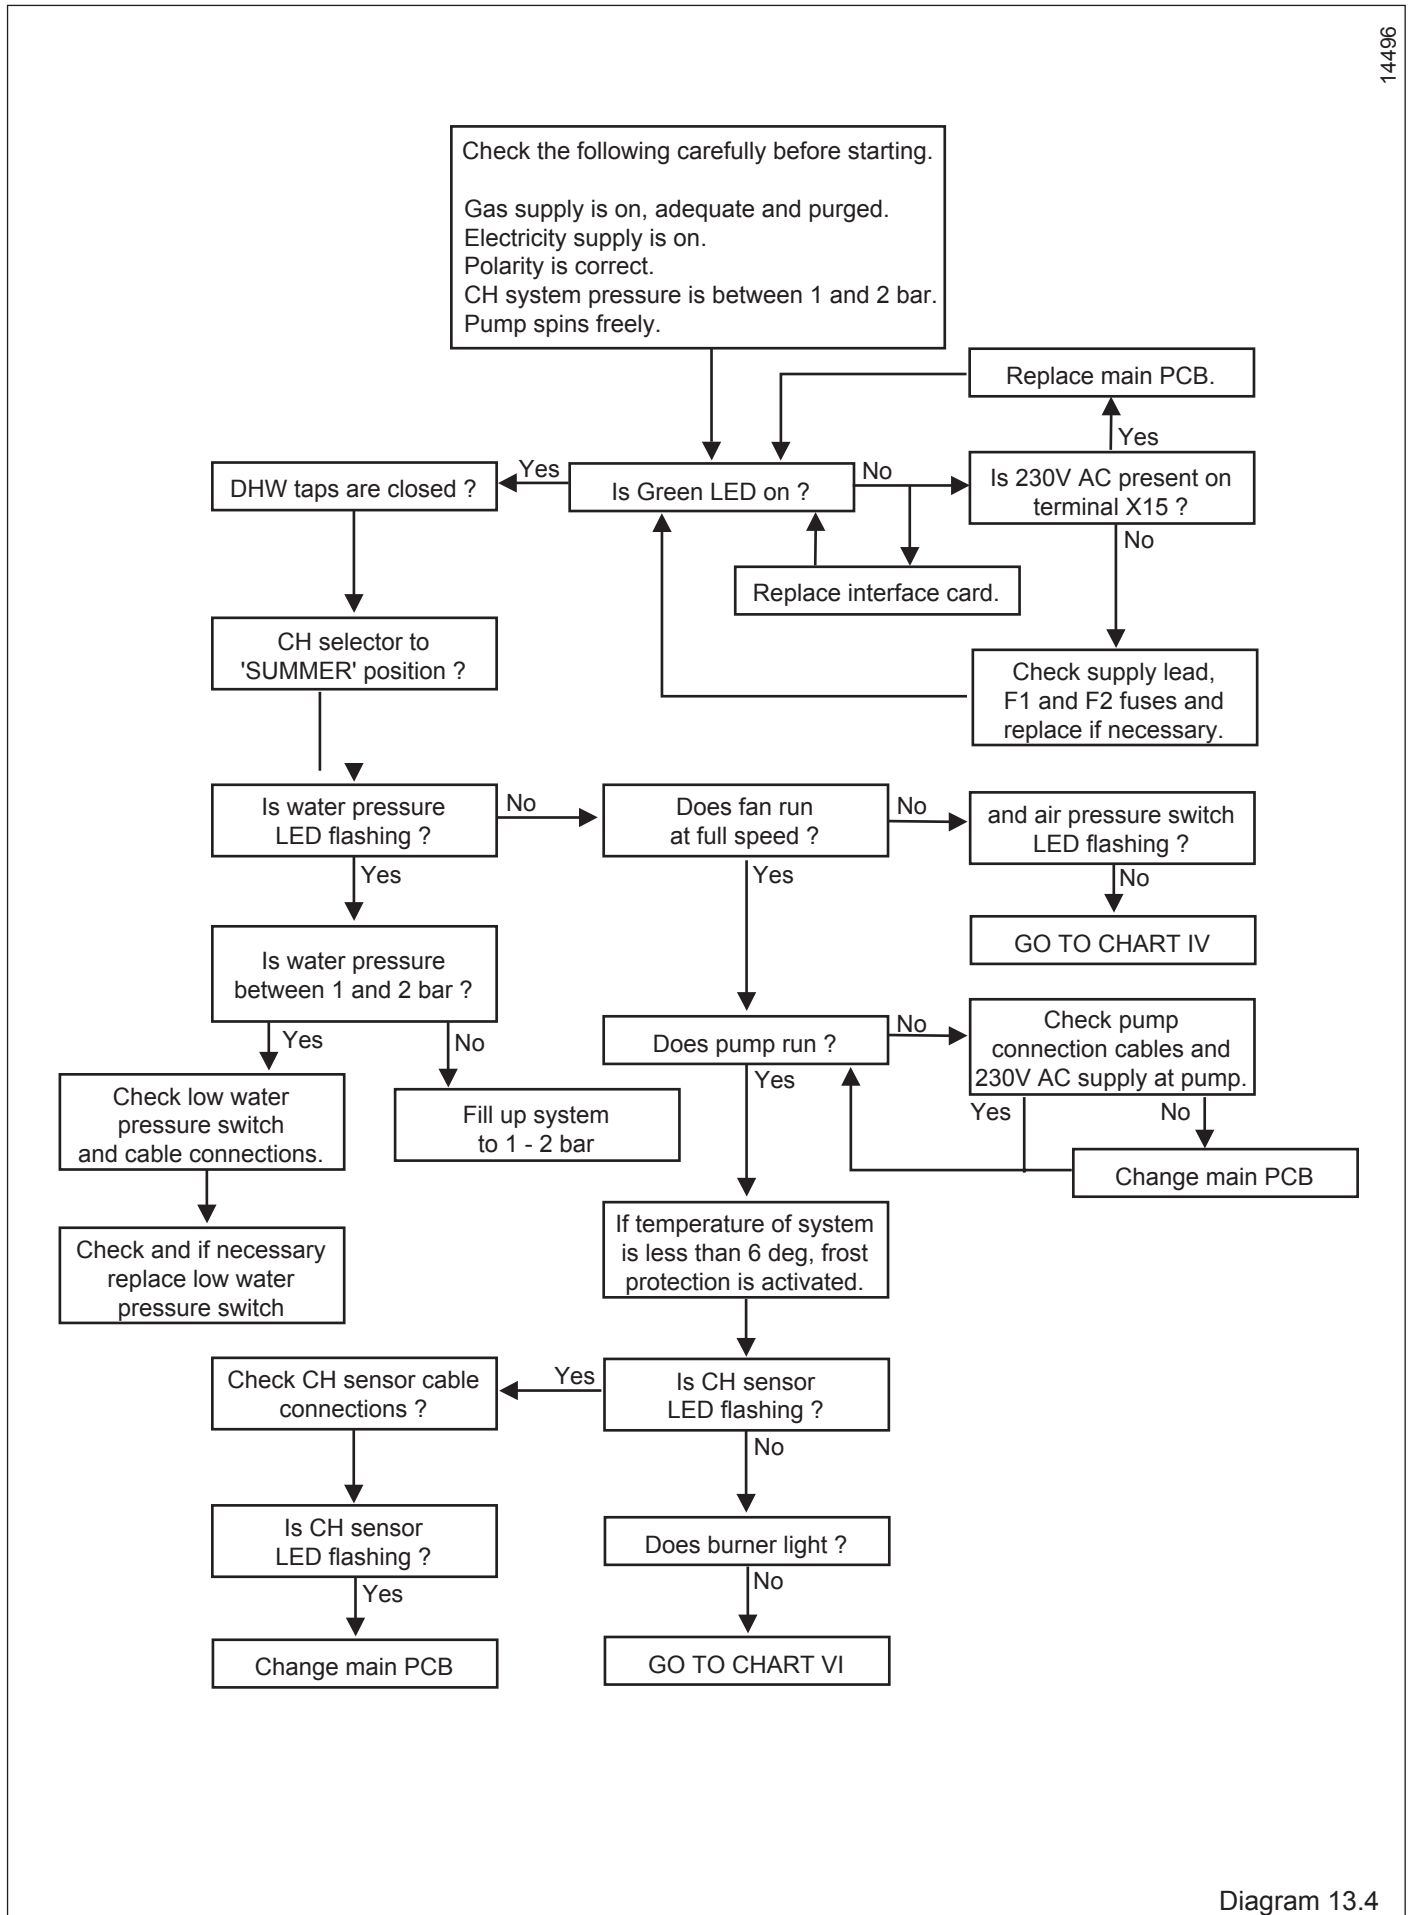 14496
Check the following carefully before starting.
Gas supply is on, adequate and purged.
Electricity supply is on.
Polarity is correct.
CH system pressure is between 1 and 2 bar.
Pump spins freely.
Replace main PCB.
Yes
DHW taps are closed ?
Yes
Is Green LED on ?
No
Is 230V AC present on
terminal X15 ?
No
Replace interface card.
CH selector to
'SUMMER' position ?
Check supply lead,
F1 and F2 fuses and
replace if necessary.
Is water pressure
LED flashing ?
No
Does fan run
at full speed ?
No
and air pressure switch
LED flashing ?
Yes
Yes
No
GO TO CHART IV
Is water pressure
between 1 and 2 bar ?
Yes
No
Does pump run ?
No
Check pump
connection cables and
230V AC supply at pump.
Yes
Yes
No
Check low water
pressure switch
and cable connections.
Fill up system
to 1 - 2 bar
Change main PCB
Check and if necessary
replace low water
pressure switch
If temperature of system
is less than 6 deg, frost
protection is activated.
Check CH sensor cable
connections ?
Yes
Is CH sensor
LED flashing ?
No
Is CH sensor
LED flashing ?
Does burner light ?
Yes
No
Change main PCB
GO TO CHART VI
Diagram 13.4